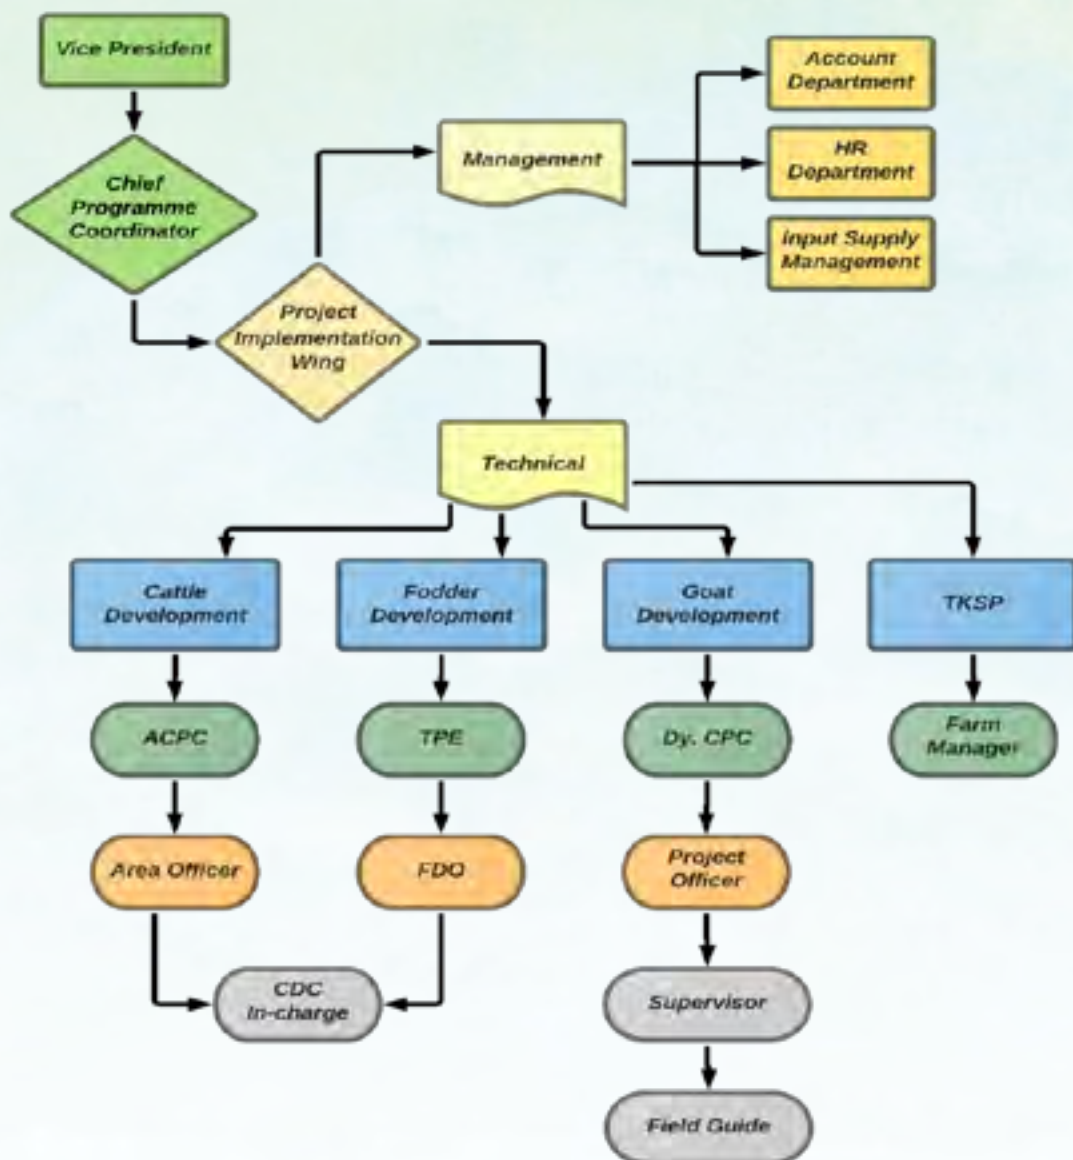 Vice President
Chief
Programme
Coordinator
Project
Implementation
Wing
Management
Account
Department
HR
Department
Input Supply
Management
Technical
Cattle
Development
Fodder
Development
Goat
Development
TKSP
ACPC
TPE
Dy. CPC
Farm
Manager
Area Officer
FDO
Project
Officer
CDC
In-charge
Supervisor
Field Guide